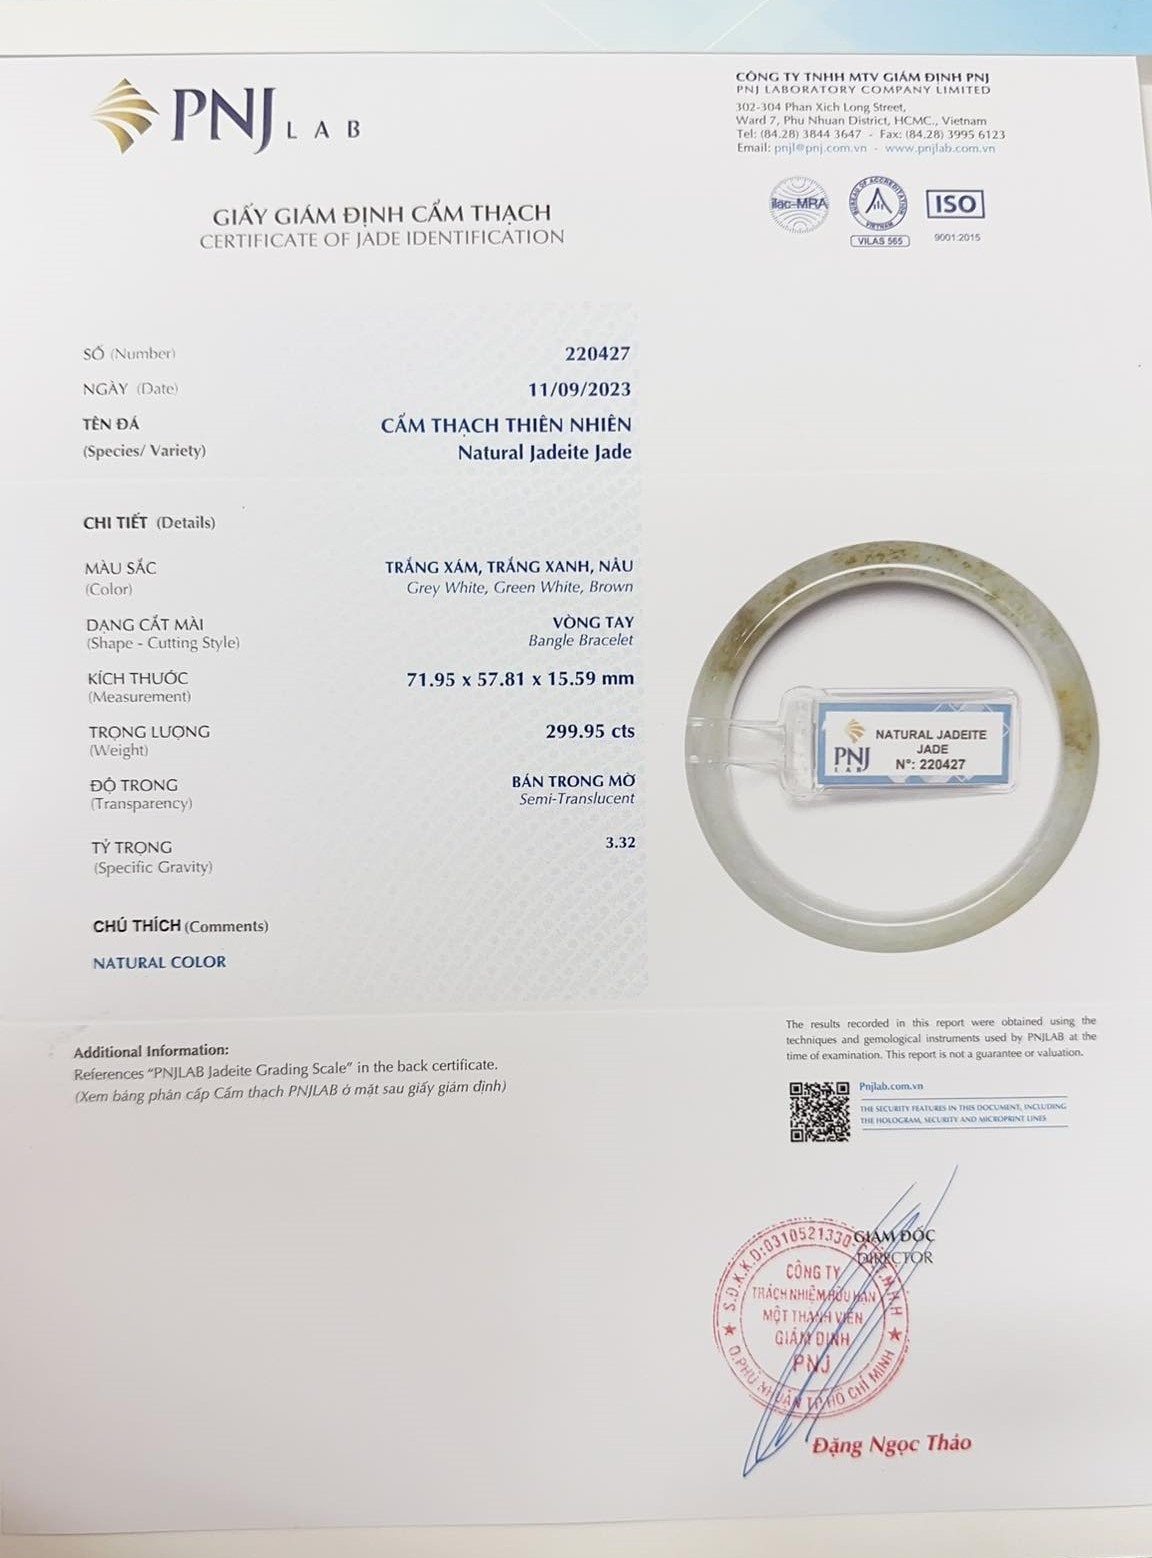 PNJ LAB
CÔNG TY TNHH MTV GIÁM ĐỊNH PNJ
PNJ LABORATORY COMPANY LIMITED
302-304 Phan Xich Long Street,
Ward 7, Phu Nhuan District, HCMC., Vietnam
Tel: (84.28) 3844 3647 - Fax: (84.28) 3995 6123
Email: pnjl@pnj.com.vn - www.pnjlab.com.vn
ilac-MRA
BUREAU OF ACCREDITATION
VIETNAM
VILAS 565
ISO
9001:2015
GIẤY GIÁM ĐỊNH CẨM THẠCH
CERTIFICATE OF JADE IDENTIFICATION
SỐ (Number) 220427
NGÀY (Date) 11/09/2023
TÊN ĐÁ CẨM THẠCH THIÊN NHIÊN
(Species/ Variety) Natural Jadeite Jade
CHI TIẾT (Details)
MÀU SẮC TRẮNG XÁM, TRẮNG XANH, NÂU
(Color) Grey White, Green White, Brown
DẠNG CẮT MÀI VÒNG TAY
(Shape - Cutting Style) Bangle Bracelet
KÍCH THƯỚC 71.95 x 57.81 x 15.59 mm
(Measurement)
TRỌNG LƯỢNG 299.95 cts
(Weight)
ĐỘ TRONG BÁN TRONG MỜ
(Transparency) Semi-Translucent
TỶ TRỌNG 3.32
(Specific Gravity)
CHÚ THÍCH (Comments)
NATURAL COLOR
PNJ LAB
NATURAL JADEITE
JADE
N°: 220427
Additional Information:
References "PNJLAB Jadeite Grading Scale" in the back certificate.
(Xem bảng phân cấp Cẩm thạch PNJLAB ở mặt sau giấy giám định)
The results recorded in this report were obtained using the
techniques and gemological instruments used by PNJLAB at the
time of examination. This report is not a guarantee or valuation.
Pnjlab.com.vn
THE SECURITY FEATURES IN THIS DOCUMENT, INCLUDING
THE HOLOGRAM, SECURITY AND MICROPRINT LINES
GIÁM ĐỐC
DIRECTOR
S.Đ.K.K.D:0310521330
CÔNG TY
TRÁCH NHIỆM HỮU HẠN
MỘT THÀNH VIÊN
GIÁM ĐỊNH
PNJ
Q.PHÚ NHUẬN TP.HỒ CHÍ MINH
Đặng Ngọc Thảo